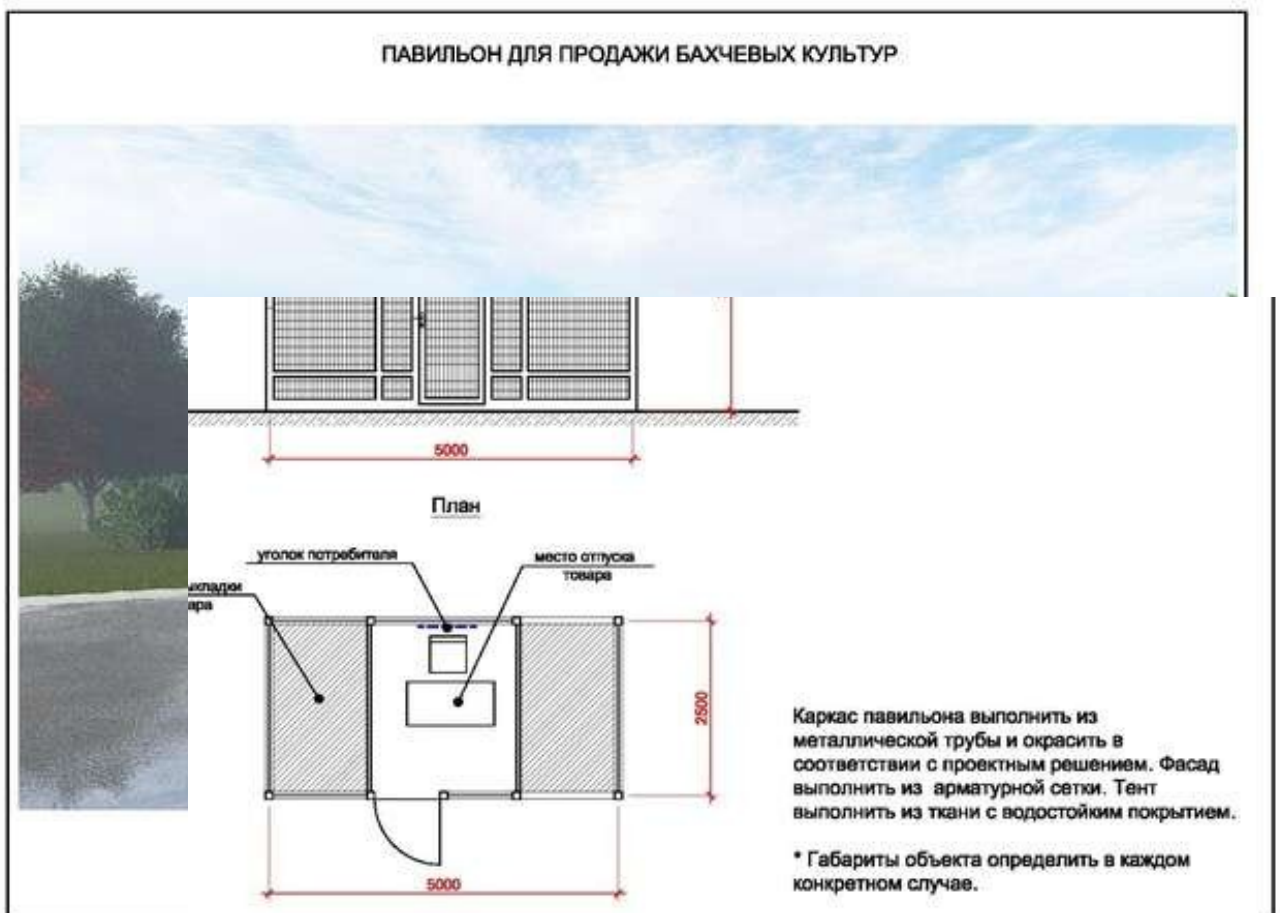 ПАВИЛЬОН ДЛЯ ПРОДАЖИ БАХЧЕВЫХ КУЛЬТУР
5000
План
уголок потребителя
место отпуска
товара
2500
5000
Каркас павильона выполнить из
металлической трубы и окрасить в
соответствии с проектным решением. Фасад
выполнить из арматурной сетки. Тент
выполнить из ткани с водостойким покрытием.
* Габариты объекта определить в каждом
конкретном случае.